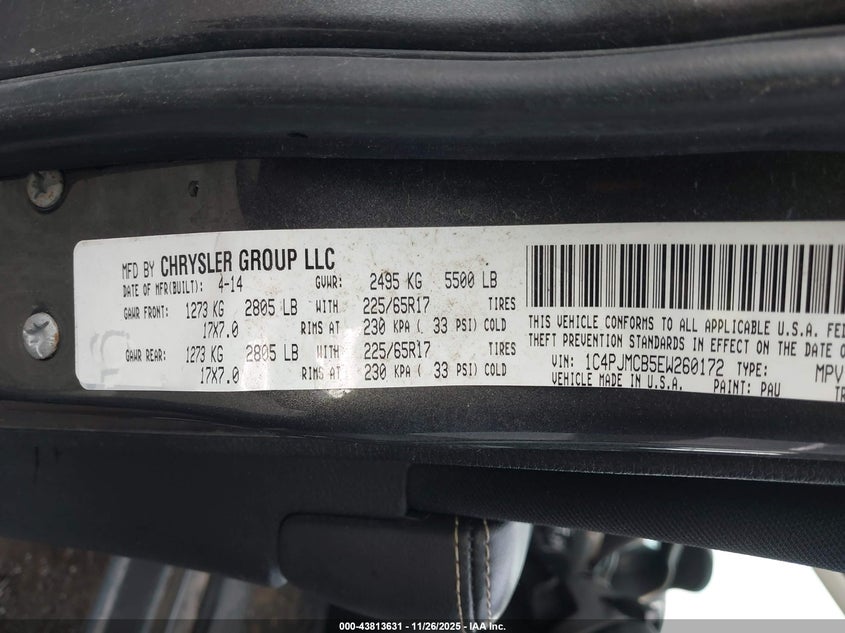 MFD BY CHRYSLER GROUP LLC
DATE OF MFR(BUILT): 4-14 GVWR: 2495 KG 5500 LB
GAWR FRONT: 1273 KG 2805 LB WITH 225/65R17 TIRES
17X7.0 RIMS AT 230 KPA ( 33 PSI) COLD
GAWR REAR: 1273 KG 2805 LB WITH 225/65R17 TIRES
17X7.0 RIMS AT 230 KPA ( 33 PSI) COLD
THIS VEHICLE CONFORMS TO ALL APPLICABLE U.S.A. FED
THEFT PREVENTION STANDARDS IN EFFECT ON THE DATE
VIN: 1C4PJMCB5EW260172 TYPE: MPV
VEHICLE MADE IN U.S.A. PAINT: PAU TR
000-43813631 | 11/26/2025 | IAA, Inc.